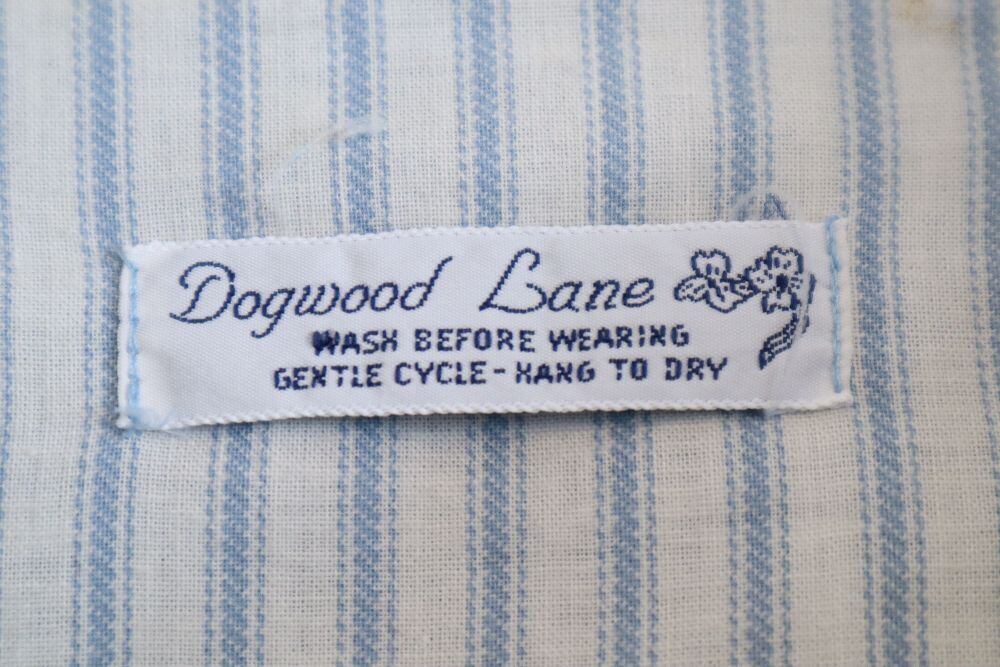 Dogwood Lane
WASH BEFORE WEARING
GENTLE CYCLE - HANG TO DRY